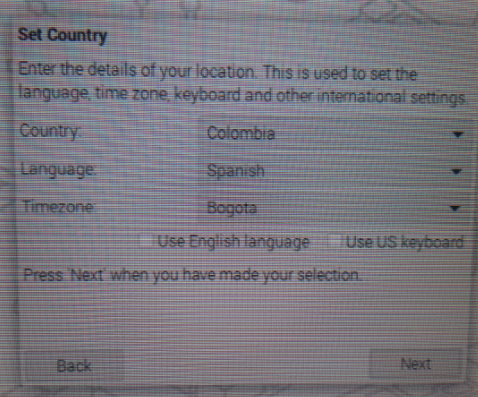 Set Country
Enter the details of your location. This is used to set the
language, time zone, keyboard and other international settings.
Country: Colombia
Language: Spanish
Timezone: Bogota
Use English language Use US keyboard
Press 'Next' when you have made your selection.
Back Next